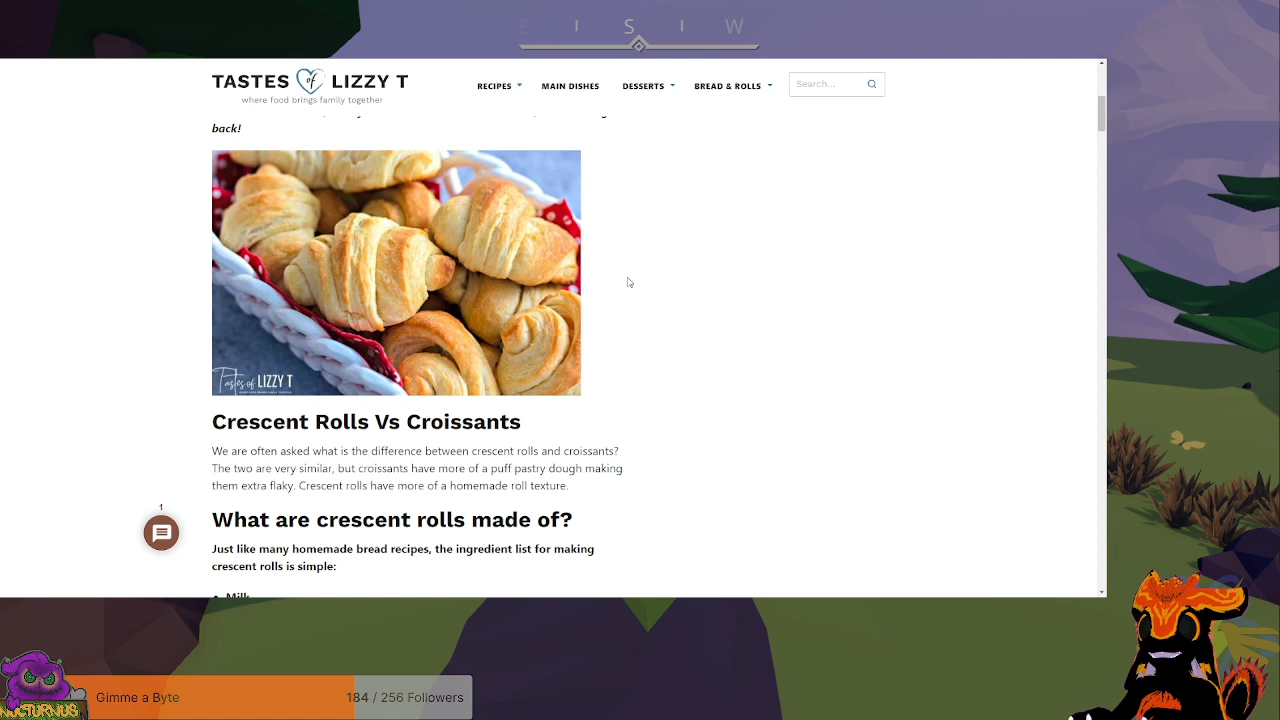 S
W
TASTES of LIZZY T
where food brings family together
RECIPES
MAIN DISHES
DESSERTS
BREAD & ROLLS
Search...
back!
Tastes of LIZZY T
Crescent Rolls Vs Croissants
We are often asked what is the difference between crescent rolls and croissants?
The two are very similar, but croissants have more of a puff pastry dough making
them extra flaky. Crescent rolls have more of a homemade roll texture.
1
What are crescent rolls made of?
Just like many homemade bread recipes, the ingredient list for making
crescent rolls is simple:
• Milk
Gimme a Byte
184 / 256 Followers
NOCTURNUS